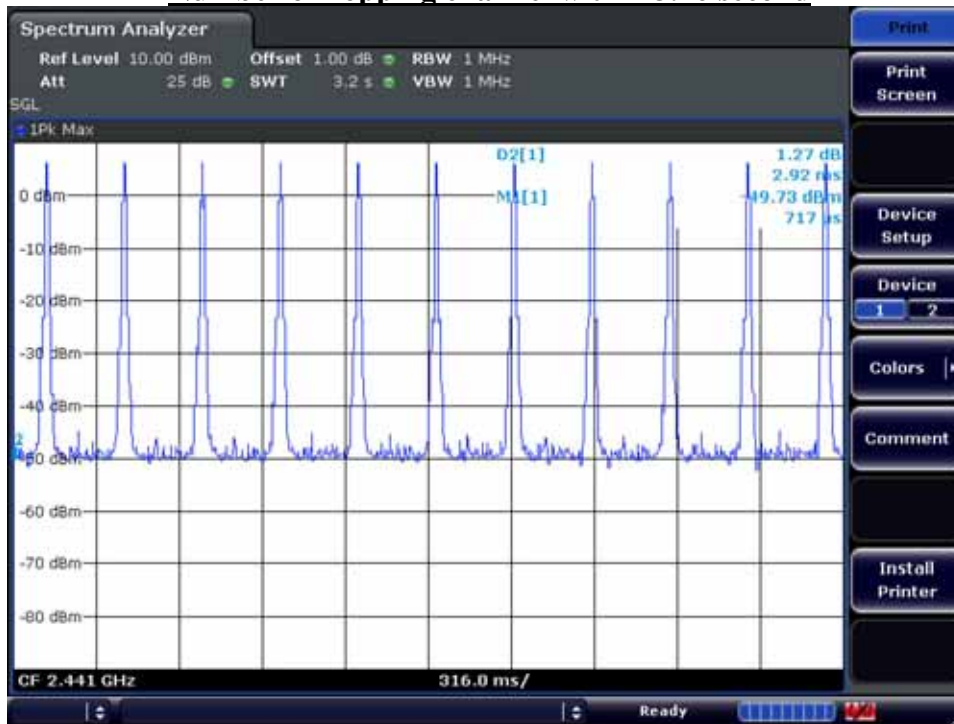 Spectrum Analyzer
Ref Level 10.00 dBm Offset 1.00 dB RBW 1 MHz
Att 25 dB SWT 3.2 s VBW 1 MHz
SGL
1Pk Max
D2[1] 1.27 dB
2.92 ms
M1[1] -49.73 dBm
717 µs
0 dBm
-10 dBm
-20 dBm
-30 dBm
-40 dBm
-50 dBm
-60 dBm
-70 dBm
-80 dBm
CF 2.441 GHz 316.0 ms/
Ready
Print
Print
Screen
Device
Setup
Device
1 2
Colors
Comment
Install
Printer